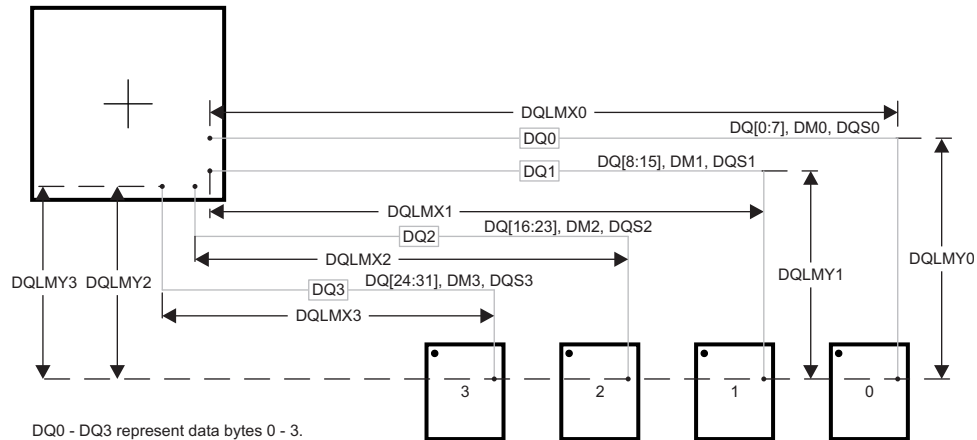 DQLMX0
DQ[0:7], DM0, DQS0
DQ0
DQ[8:15], DM1, DQS1
DQ1
DQLMX1
DQ[16:23], DM2, DQS2
DQ2
DQLMX2
DQLMY0
DQLMY1
DQLMY3
DQLMY2
DQ[24:31], DM3, DQS3
DQ3
DQLMX3
3
2
1
0
DQ0 - DQ3 represent data bytes 0 - 3.